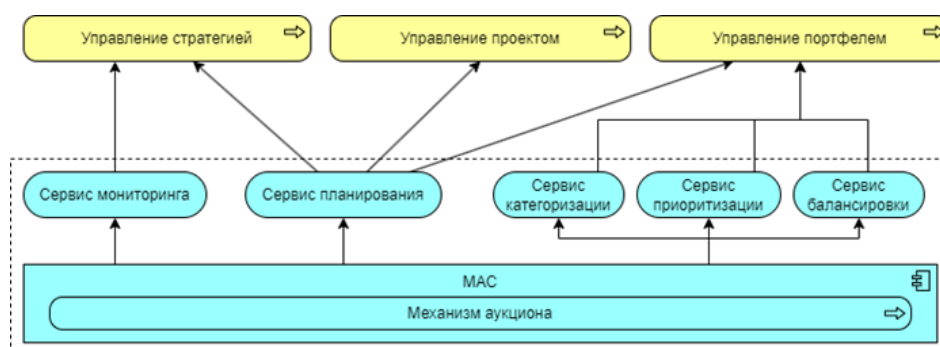 Управление стратегией
Управление проектом
Управление портфелем
Сервис мониторинга
Сервис планирования
Сервис
категоризации
Сервис
приоритизации
Сервис
балансировки
МАС
Механизм аукциона